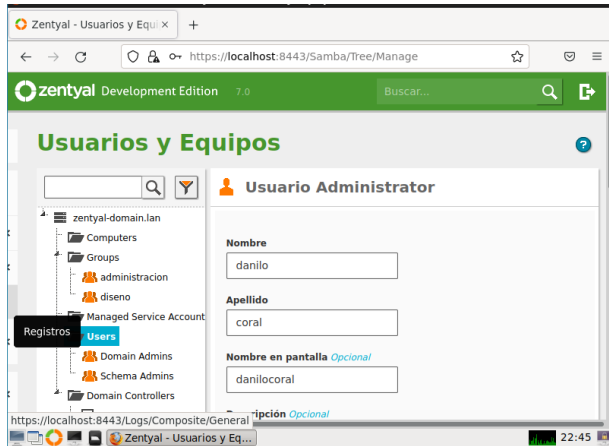 Zentyal - Usuarios y Equi
https://localhost:8443/Samba/Tree/Manage
zentyal Development Edition 7.0 Buscar...
Usuarios y Equipos
Usuario Administrator
zentyal-domain.lan
Computers
Groups
administracion
diseno
Managed Service Account
Registros
Users
Domain Admins
Schema Admins
Domain Controllers
Nombre
danilo
Apellido
coral
Nombre en pantalla Opcional
danilocoral
Opcional
https://localhost:8443/Logs/Composite/General
Zentyal - Usuarios y Eq...
22:45